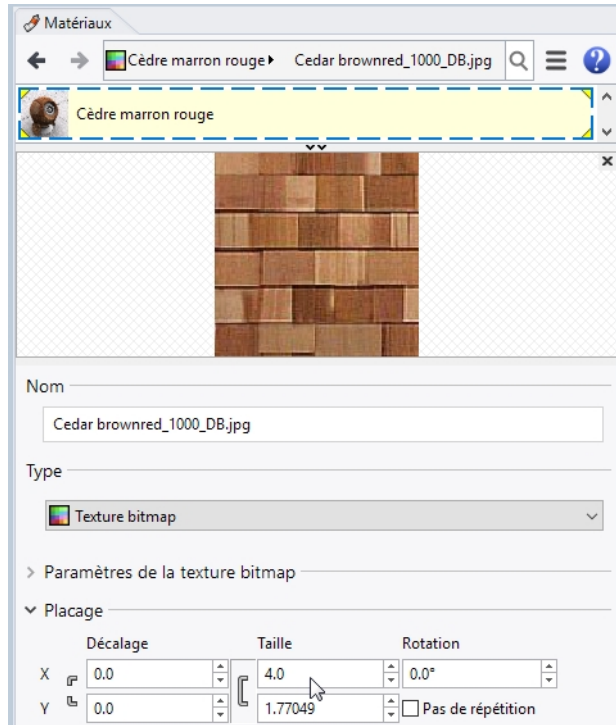 Matériaux
Cèdre marron rouge Cedar brownred_1000_DB.jpg
Cèdre marron rouge
Nom
Cedar brownred_1000_DB.jpg
Type
Texture bitmap
Paramètres de la texture bitmap
Placage
Décalage Taille Rotation
X 0.0 4.0 0.0°
Y 0.0 1.77049 Pas de répétition